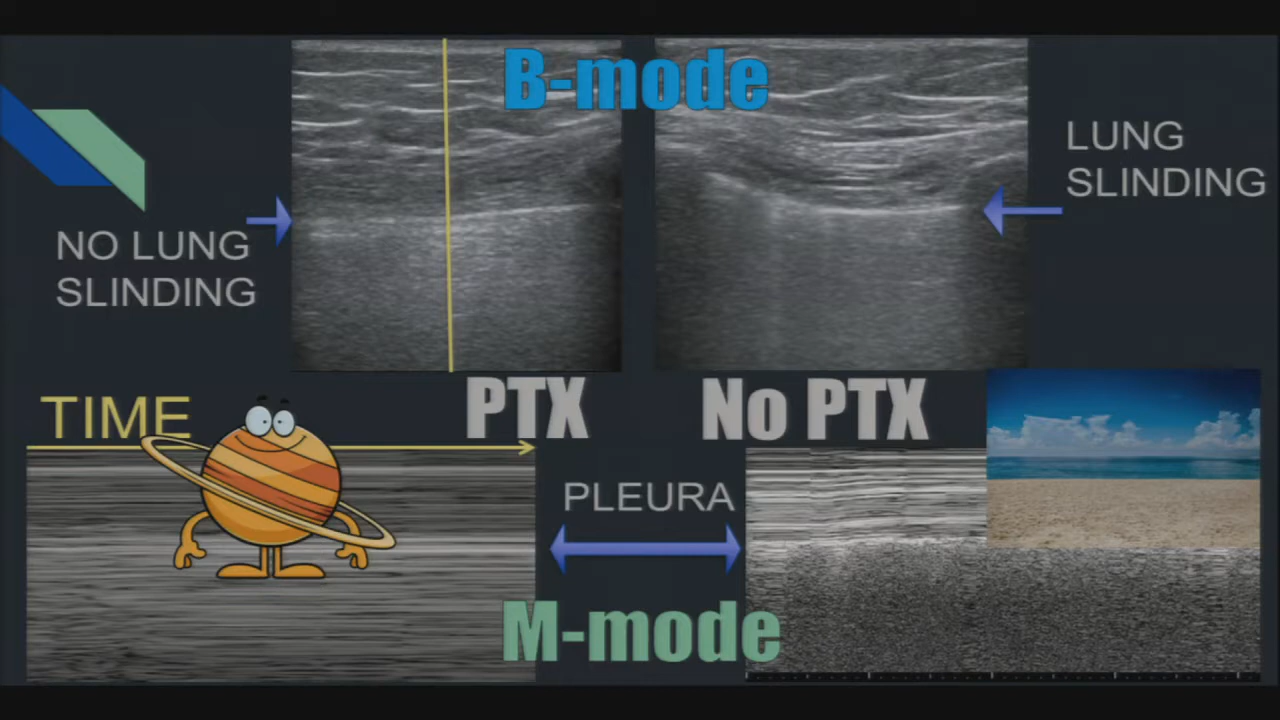 B-mode
LUNG
SLINDING
NO LUNG
SLINDING
TIME
PTX
No PTX
PLEURA
M-mode